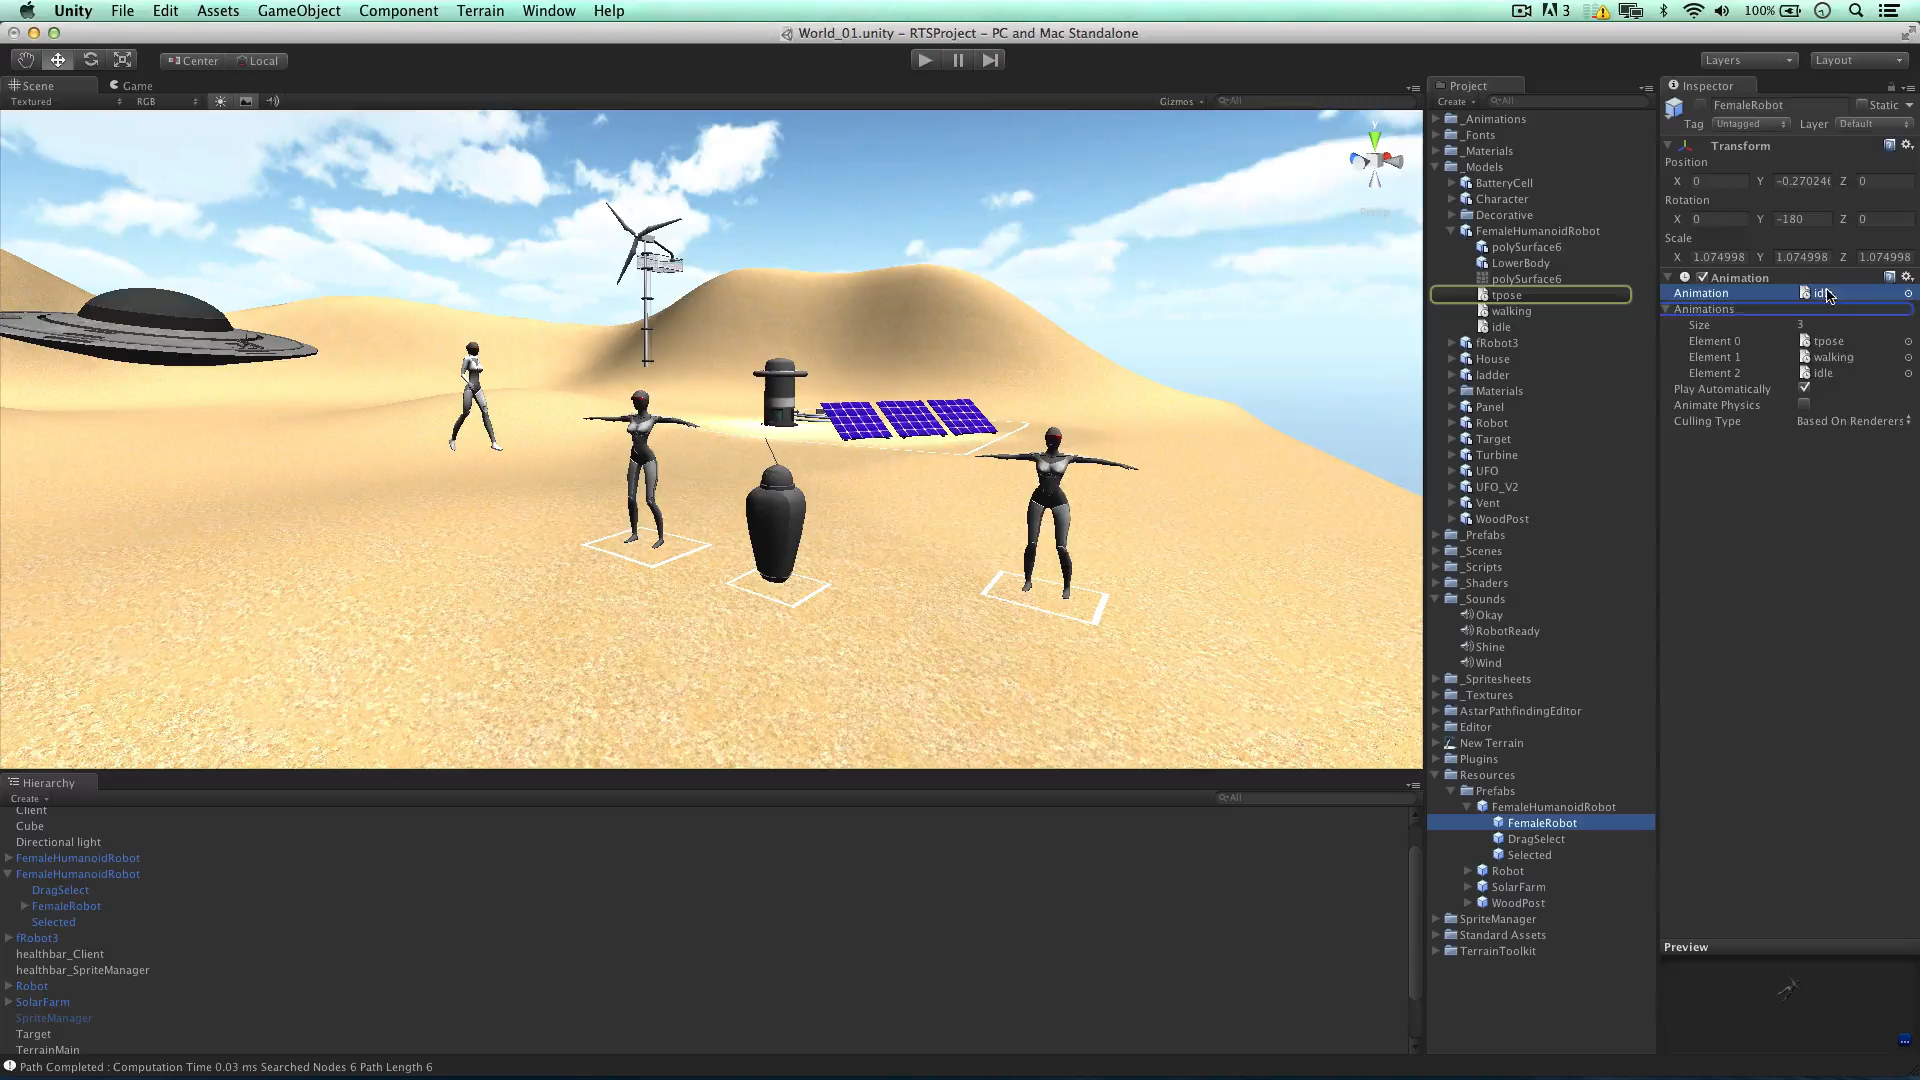 Unity File Edit Assets GameObject Component Terrain Window Help
3 100%
World_01.unity – RTSProject – PC and Mac Standalone
Center Local
Layers Layout
Scene Game
Textured RGB Gizmos All
y
Persp
Project
Create All
_Animations
_Fonts
_Materials
_Models
BatteryCell
Character
Decorative
FemaleHumanoidRobot
polySurface6
LowerBody
polySurface6
tpose
walking
idle
fRobot3
House
ladder
Materials
Panel
Robot
Target
Turbine
UFO
UFO_V2
Vent
WoodPost
_Prefabs
_Scenes
_Scripts
_Shaders
_Sounds
Okay
RobotReady
Shine
Wind
_Spritesheets
_Textures
AstarPathfindingEditor
Editor
New Terrain
Plugins
Resources
Prefabs
FemaleHumanoidRobot
FemaleRobot
DragSelect
Selected
Robot
SolarFarm
WoodPost
SpriteManager
Standard Assets
TerrainToolkit
Inspector
FemaleRobot Static
Tag Untagged Layer Default
Transform
Position
X 0 Y -0.270246 Z 0
Rotation
X 0 Y -180 Z 0
Scale
X 1.074998 Y 1.074998 Z 1.074998
Animation
Animation
Animations
Size 3
Element 0 tpose
Element 1 walking
Element 2 idle
Play Automatically
Animate Physics
Culling Type Based On Renderers
Preview
Hierarchy
Create All
Client
Cube
Directional light
FemaleHumanoidRobot
FemaleHumanoidRobot
DragSelect
FemaleRobot
Selected
fRobot3
healthbar_Client
healthbar_SpriteManager
Robot
SolarFarm
SpriteManager
Target
TerrainMain
Path Completed : Computation Time 0.03 ms Searched Nodes 6 Path Length 6